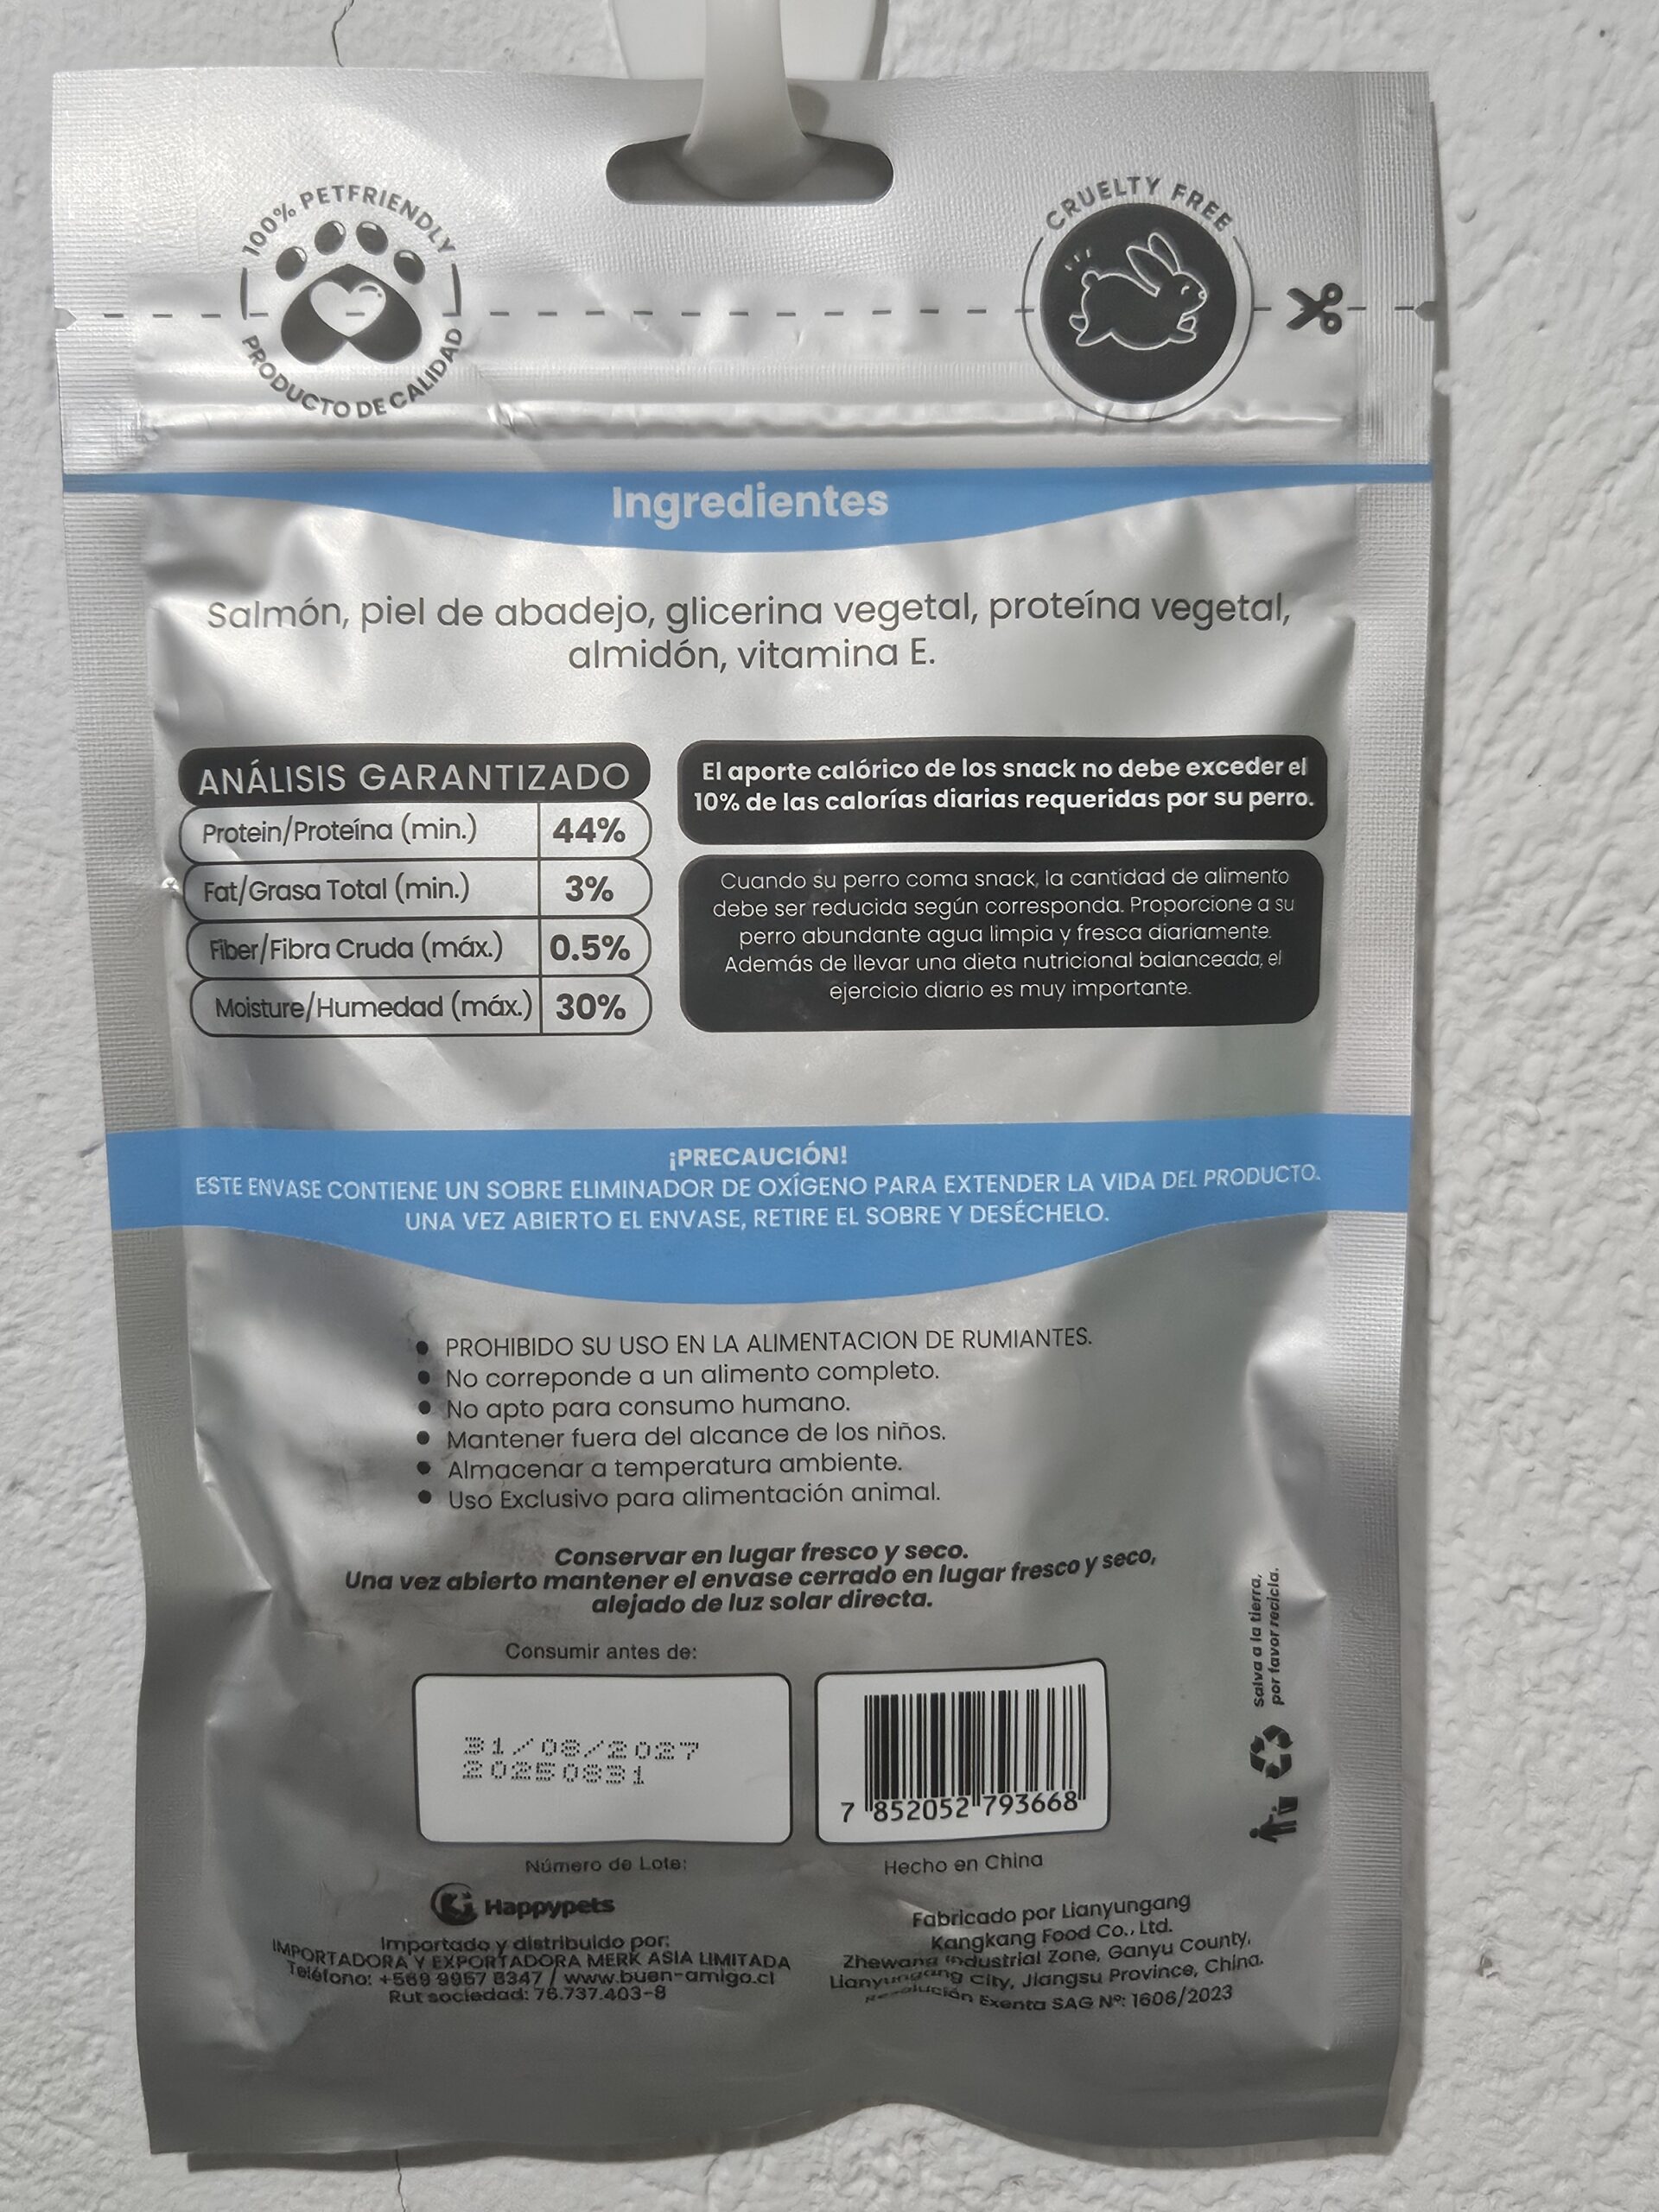 100% PETFRIENDLY
PRODUCTO DE CALIDAD
CRUELTY FREE
Ingredientes
Salmón, piel de abadejo, glicerina vegetal, proteína vegetal,
almidón, vitamina E.
ANÁLISIS GARANTIZADO
Protein/Proteína (min.) 44%
Fat/Grasa Total (min.) 3%
Fiber/Fibra Cruda (máx.) 0.5%
Moisture/Humedad (máx.) 30%
El aporte calórico de los snack no debe exceder el
10% de las calorías diarias requeridas por su perro.
Cuando su perro coma snack, la cantidad de alimento
debe ser reducida según corresponda. Proporcione a su
perro abundante agua limpia y fresca diariamente.
Además de llevar una dieta nutricional balanceada, el
ejercicio diario es muy importante.
¡PRECAUCIÓN!
ESTE ENVASE CONTIENE UN SOBRE ELIMINADOR DE OXÍGENO PARA EXTENDER LA VIDA DEL PRODUCTO.
UNA VEZ ABIERTO EL ENVASE, RETIRE EL SOBRE Y DESÉCHELO.
• PROHIBIDO SU USO EN LA ALIMENTACION DE RUMIANTES.
• No correponde a un alimento completo.
• No apto para consumo humano.
• Mantener fuera del alcance de los niños.
• Almacenar a temperatura ambiente.
• Uso Exclusivo para alimentación animal.
Conservar en lugar fresco y seco.
Una vez abierto mantener el envase cerrado en lugar fresco y seco,
alejado de luz solar directa.
Consumir antes de:
31/08/2027
20250831
Número de Lote:
7 852052 793668
Hecho en China
salva a la tierra,
por favor recicla.
Happypets
Importado y distribuido por:
IMPORTADORA Y EXPORTADORA MERK ASIA LIMITADA
Teléfono: +569 9957 8347 / www.buen-amigo.cl
Rut sociedad: 76.737.403-8
Fabricado por Lianyungang
Kangkang Food Co., Ltd.
Zhewang Industrial Zone, Ganyu County,
Lianyungang City, Jiangsu Province, China.
Resolución Exenta SAG Nº: 1606/2023